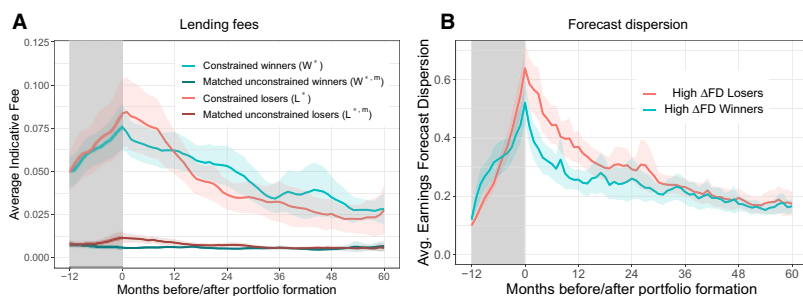 A
Lending fees
Average Indicative Fee
0.125
0.100
0.075
0.050
0.025
0.000
Constrained winners (W*)
Matched unconstrained winners (W*,m)
Constrained losers (L*)
Matched unconstrained losers (L*,m)
−12 0 12 24 36 48 60
Months before/after portfolio formation
B
Forecast dispersion
Avg. Earnings Forecast Dispersion
0.6
0.4
0.2
0.0
High ΔFD Losers
High ΔFD Winners
−12 0 12 24 36 48 60
Months before/after portfolio formation